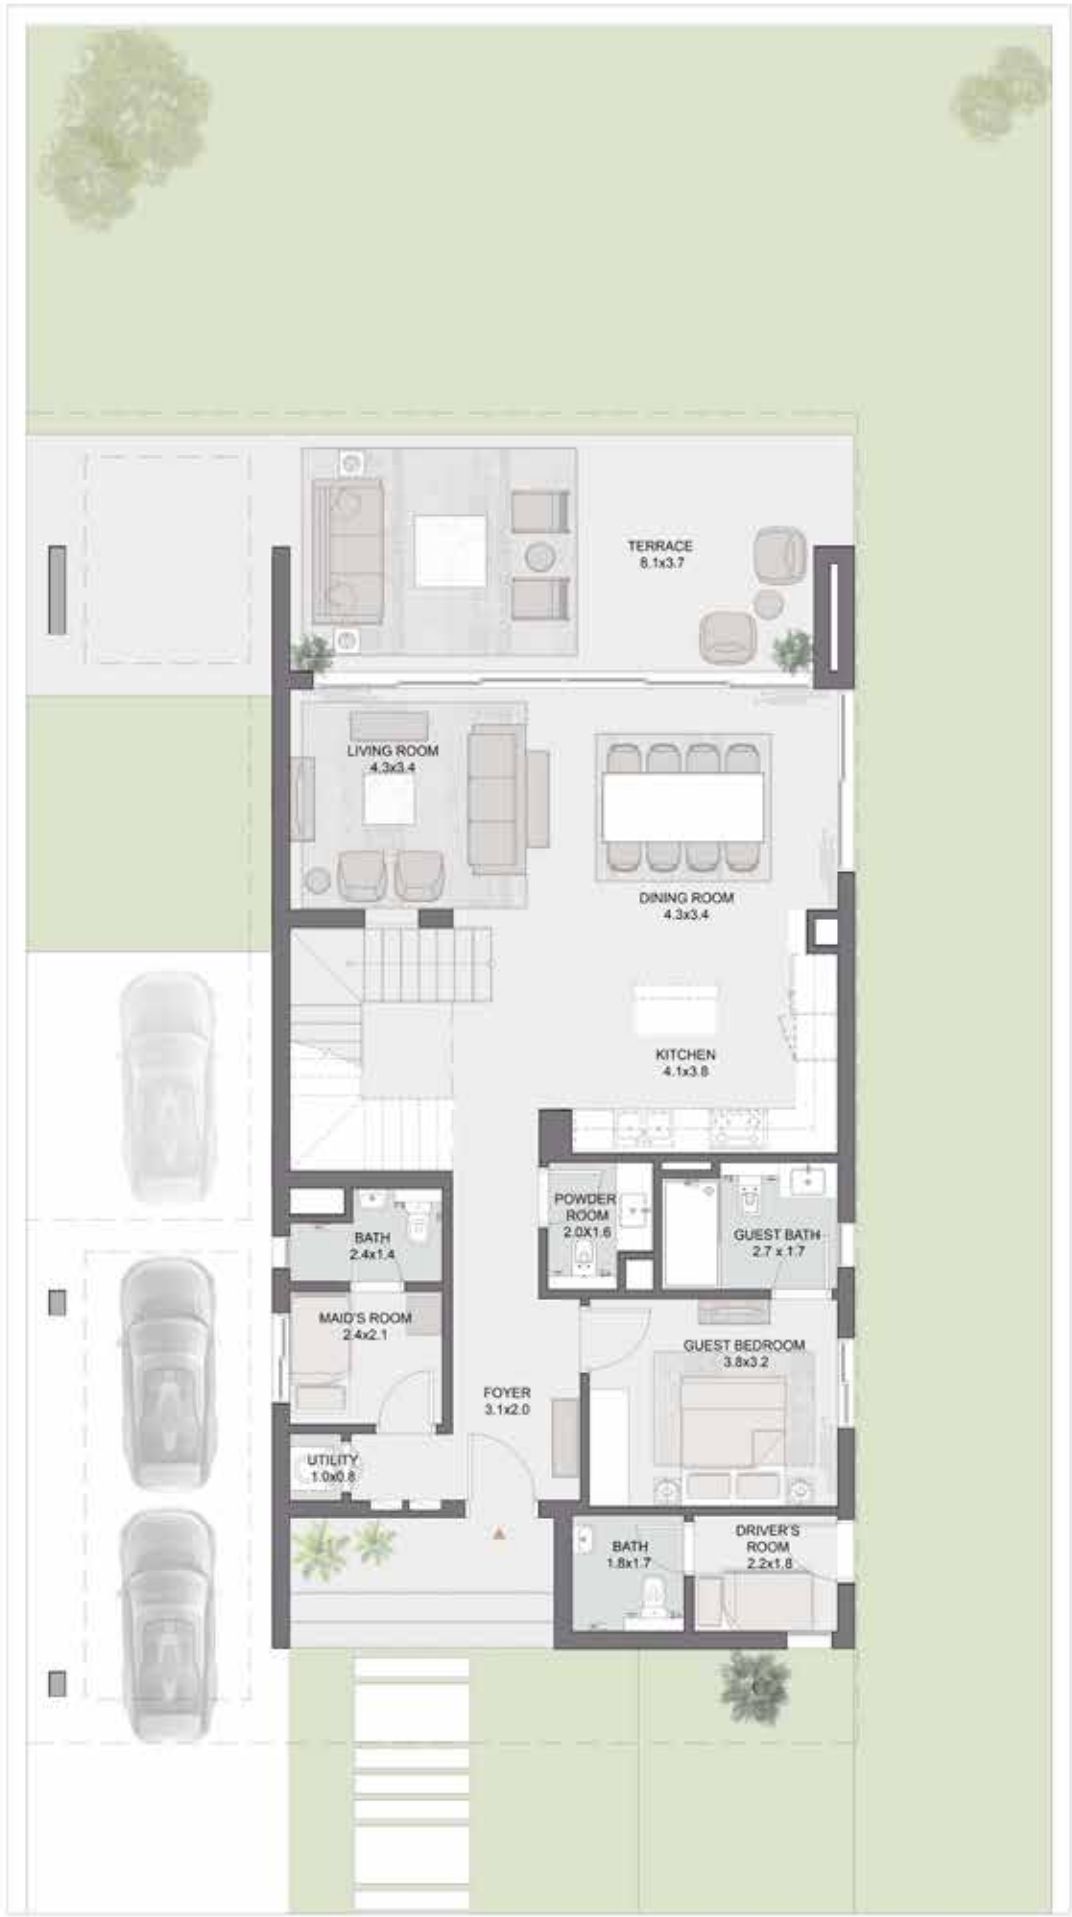 TERRACE
8.1x3.7
LIVING ROOM
4.3x3.4
DINING ROOM
4.3x3.4
KITCHEN
4.1x3.8
POWDER
ROOM
2.0X1.6
GUEST BATH
2.7 x 1.7
BATH
2.4x1.4
MAID'S ROOM
2.4x2.1
GUEST BEDROOM
3.8x3.2
FOYER
3.1x2.0
UTILITY
1.0x0.8
BATH
1.8x1.7
DRIVER'S
ROOM
2.2x1.8